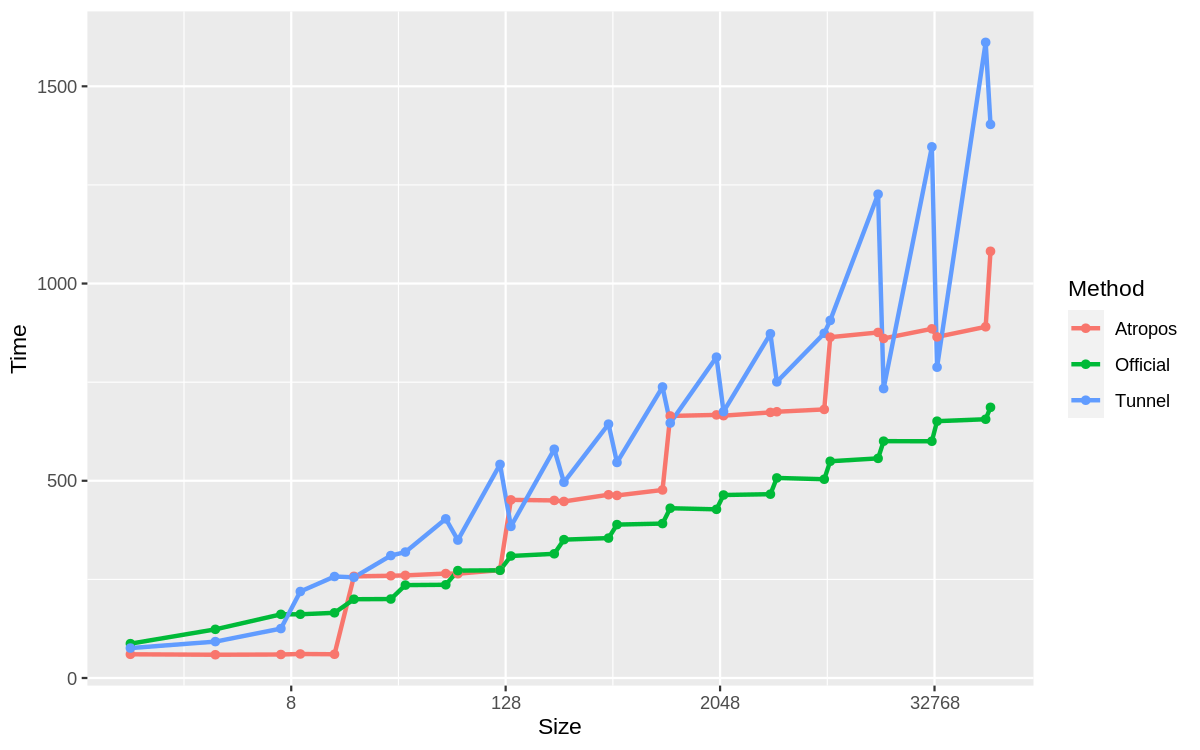 1500
1000
500
0
Time
8
128
2048
32768
Size
Method
Atropos
Official
Tunnel